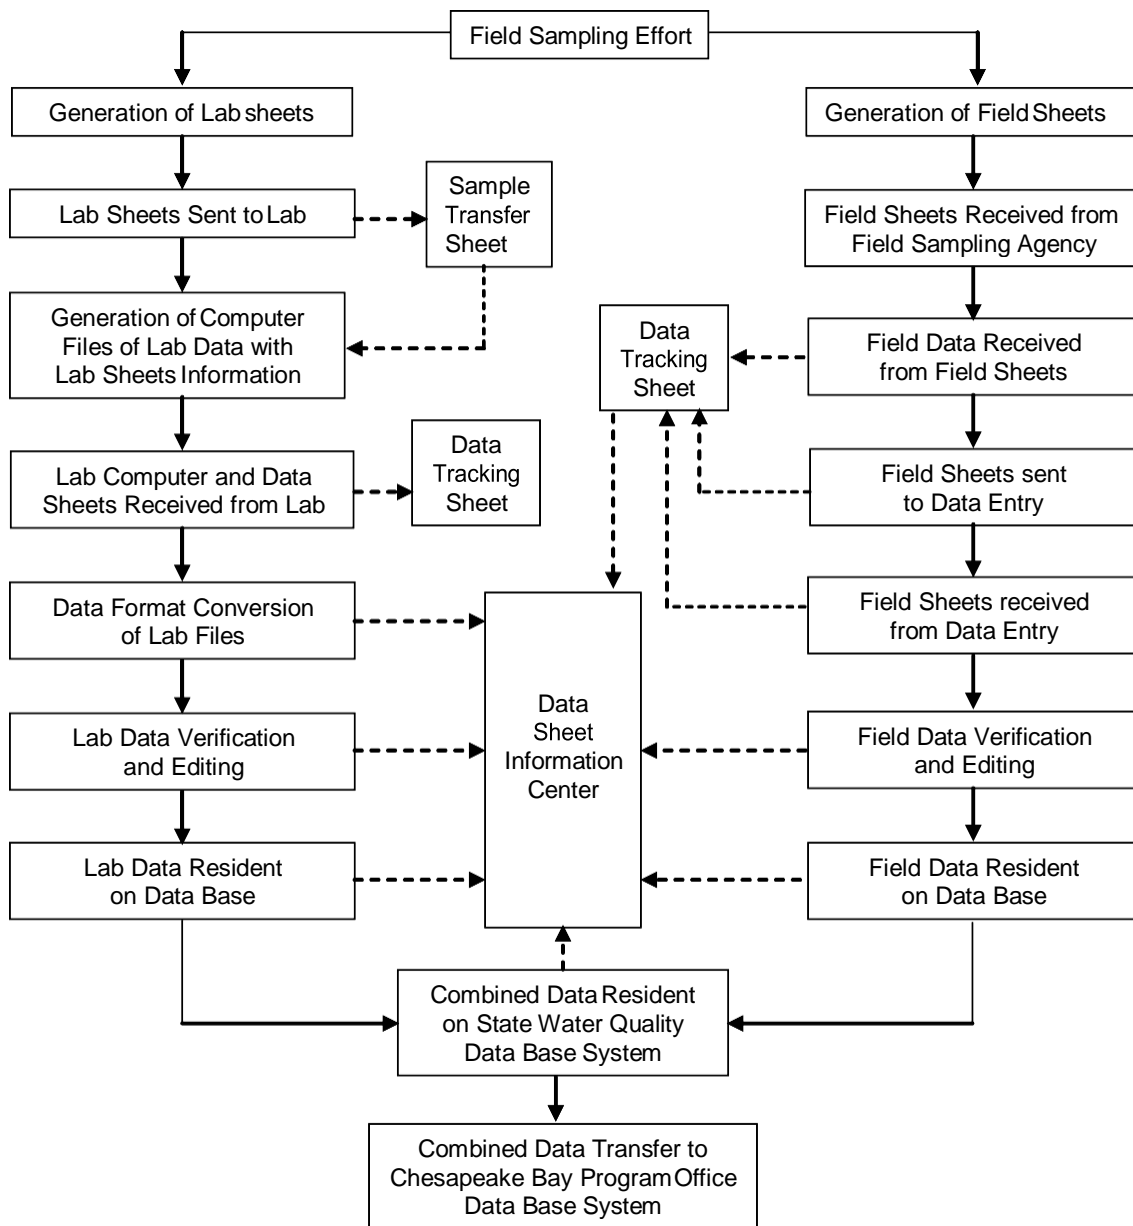 Field Sampling Effort
Generation of Lab sheets
Generation of Field Sheets
Lab Sheets Sent to Lab
Sample
Transfer
Sheet
Field Sheets Received from
Field Sampling Agency
Generation of Computer
Files of Lab Data with
Lab Sheets Information
Data
Tracking
Sheet
Field Data Received
from Field Sheets
Lab Computer and Data
Sheets Received from Lab
Data
Tracking
Sheet
Field Sheets sent
to Data Entry
Data Format Conversion
of Lab Files
Field Sheets received
from Data Entry
Data
Sheet
Information
Center
Lab Data Verification
and Editing
Field Data Verification
and Editing
Lab Data Resident
on Data Base
Field Data Resident
on Data Base
Combined Data Resident
on State Water Quality
Data Base System
Combined Data Transfer to
Chesapeake Bay Program Office
Data Base System